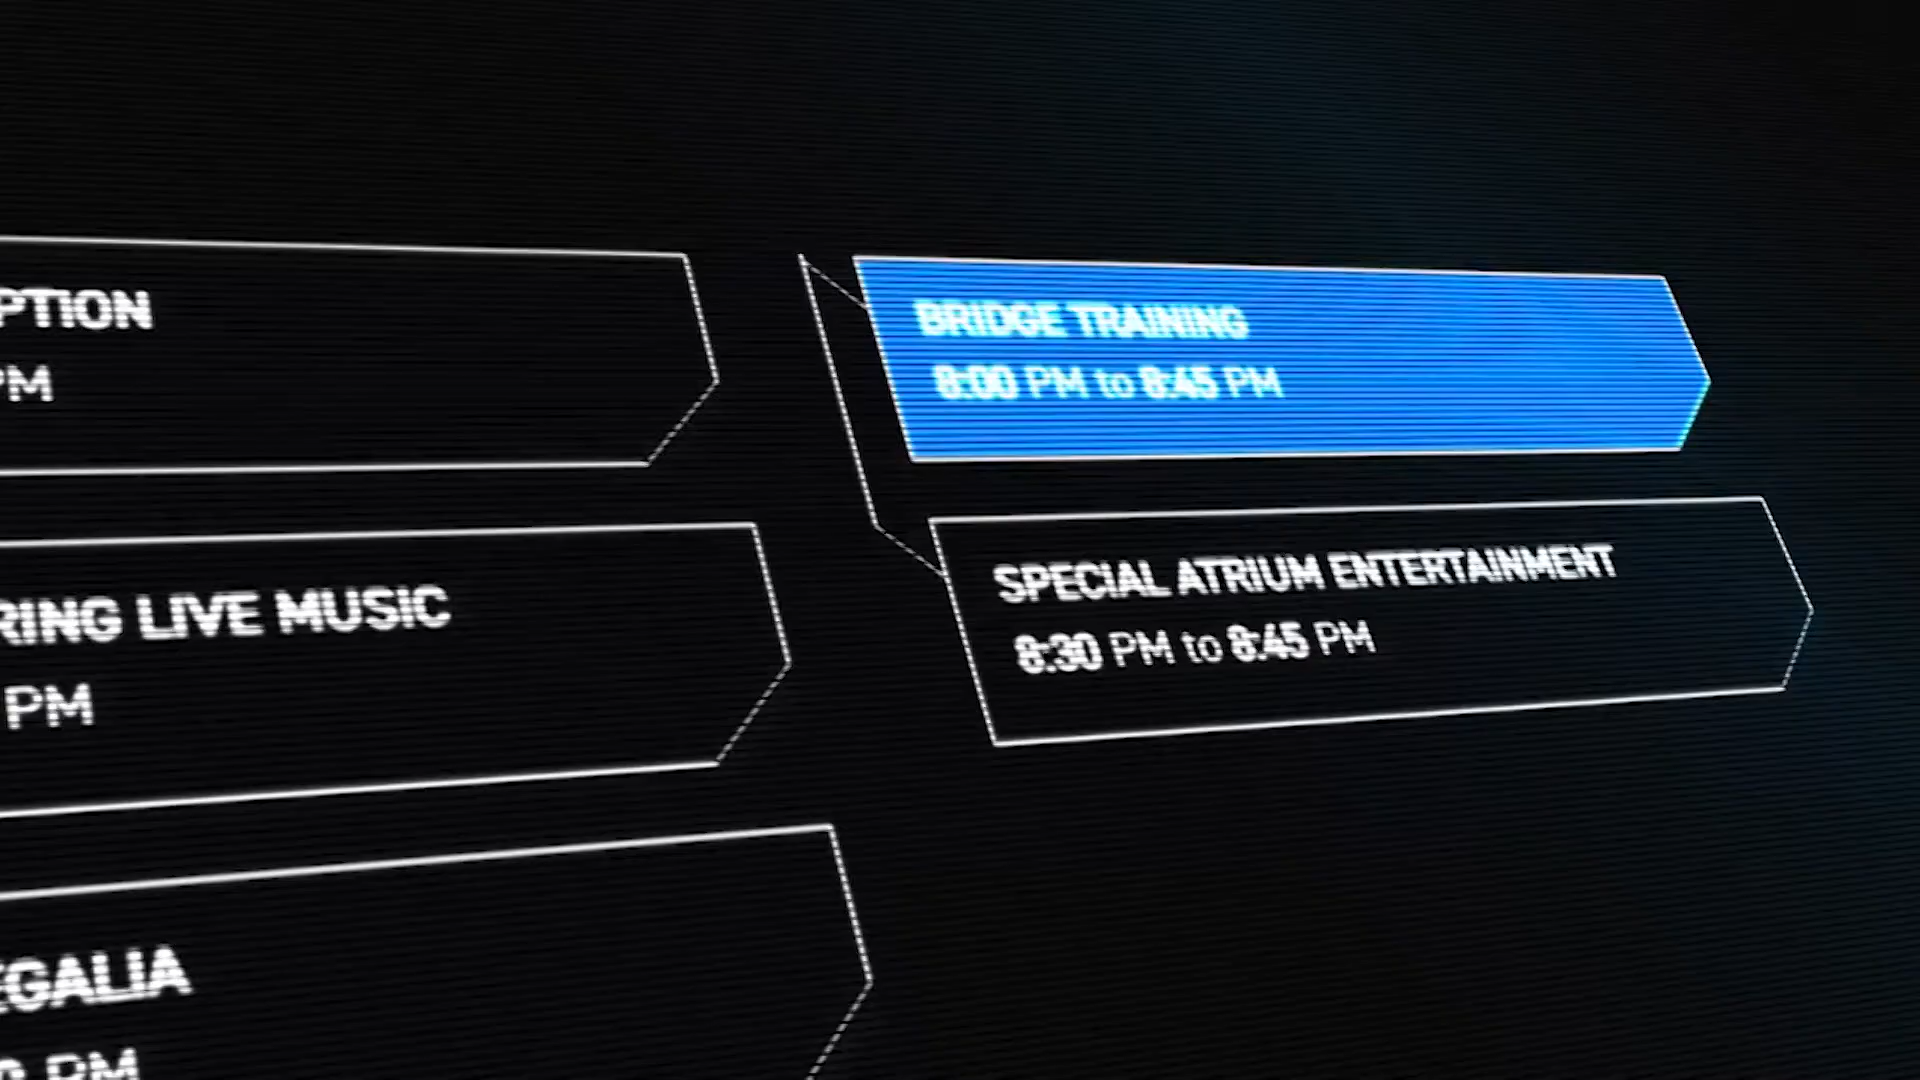 PTION
PM
RING LIVE MUSIC
PM
EGALIA
PM
BRIDGE TRAINING
8:00 PM to 8:45 PM
SPECIAL ATRIUM ENTERTAINMENT
8:30 PM to 8:45 PM